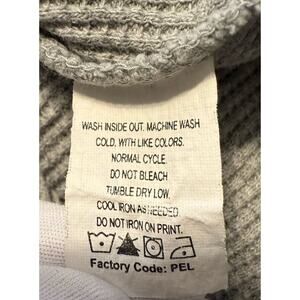 WASH INSIDE OUT. MACHINE WASH
COLD, WITH LIKE COLORS.
NORMAL CYCLE.
DO NOT BLEACH
TUMBLE DRY LOW.
COOL IRON AS NEEDED.
DO NOT IRON ON PRINT.
Factory Code: PEL